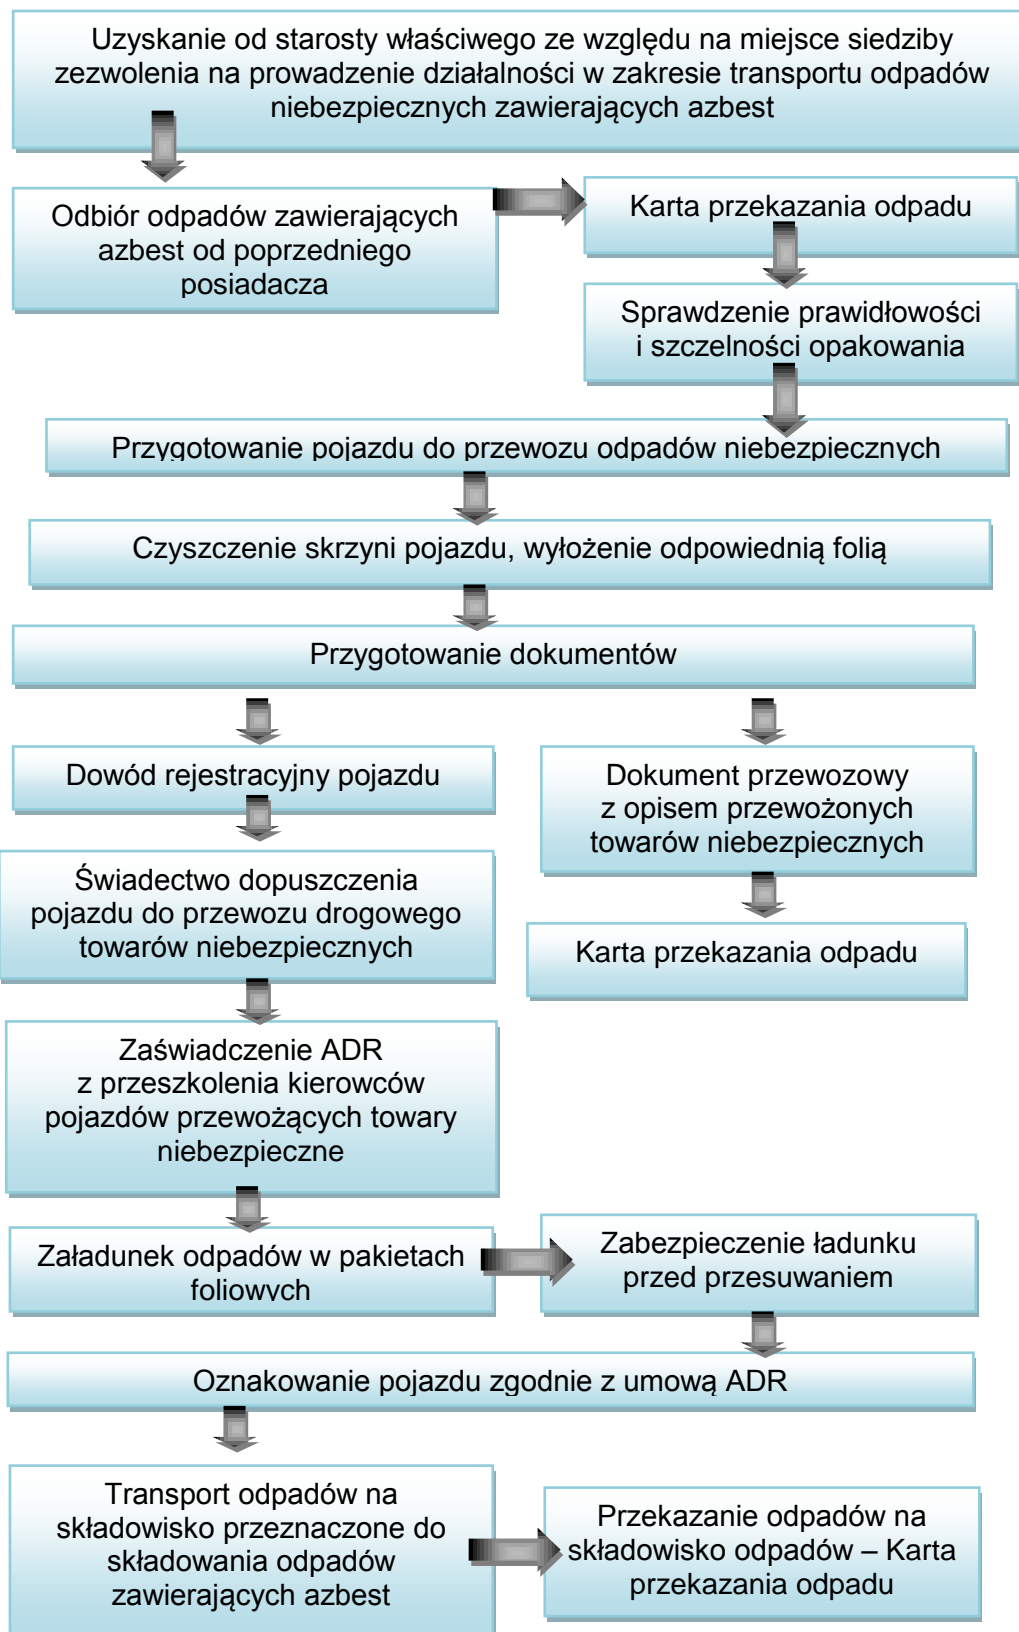 Uzyskanie od starosty właściwego ze względu na miejsce siedziby
zezwolenia na prowadzenie działalności w zakresie transportu odpadów
niebezpiecznych zawierających azbest
Odbiór odpadów zawierających
azbest od poprzedniego
posiadacza
Karta przekazania odpadu
Sprawdzenie prawidłowości
i szczelności opakowania
Przygotowanie pojazdu do przewozu odpadów niebezpiecznych
Czyszczenie skrzyni pojazdu, wyłożenie odpowiednią folią
Przygotowanie dokumentów
Dowód rejestracyjny pojazdu
Świadectwo dopuszczenia
pojazdu do przewozu drogowego
towarów niebezpiecznych
Zaświadczenie ADR
z przeszkolenia kierowców
pojazdów przewożących towary
niebezpieczne
Dokument przewozowy
z opisem przewożonych
towarów niebezpiecznych
Karta przekazania odpadu
Załadunek odpadów w pakietach
foliowych
Zabezpieczenie ładunku
przed przesuwaniem
Oznakowanie pojazdu zgodnie z umową ADR
Transport odpadów na
składowisko przeznaczone do
składowania odpadów
zawierających azbest
Przekazanie odpadów na
składowisko odpadów – Karta
przekazania odpadu